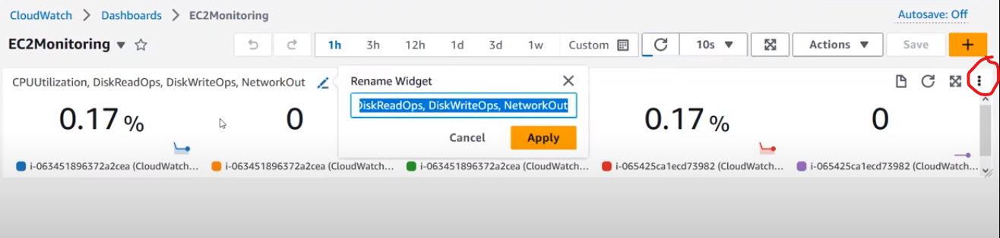 CloudWatch > Dashboards > EC2Monitoring
Autosave: Off
EC2Monitoring
1h 3h 12h 1d 3d 1w Custom
10s
Actions
Save
+
CPUUtilization, DiskReadOps, DiskWriteOps, NetworkOut
Rename Widget
DiskReadOps, DiskWriteOps, NetworkOut
Cancel
Apply
0.17 %
0
0.17 %
0
i-063451896372a2cea (CloudWatch...
i-063451896372a2cea (CloudWatch...
i-063451896372a2cea (CloudWatch...
i-065425ca1ecd73982 (CloudWatch...
i-065425ca1ecd73982 (CloudWatch...